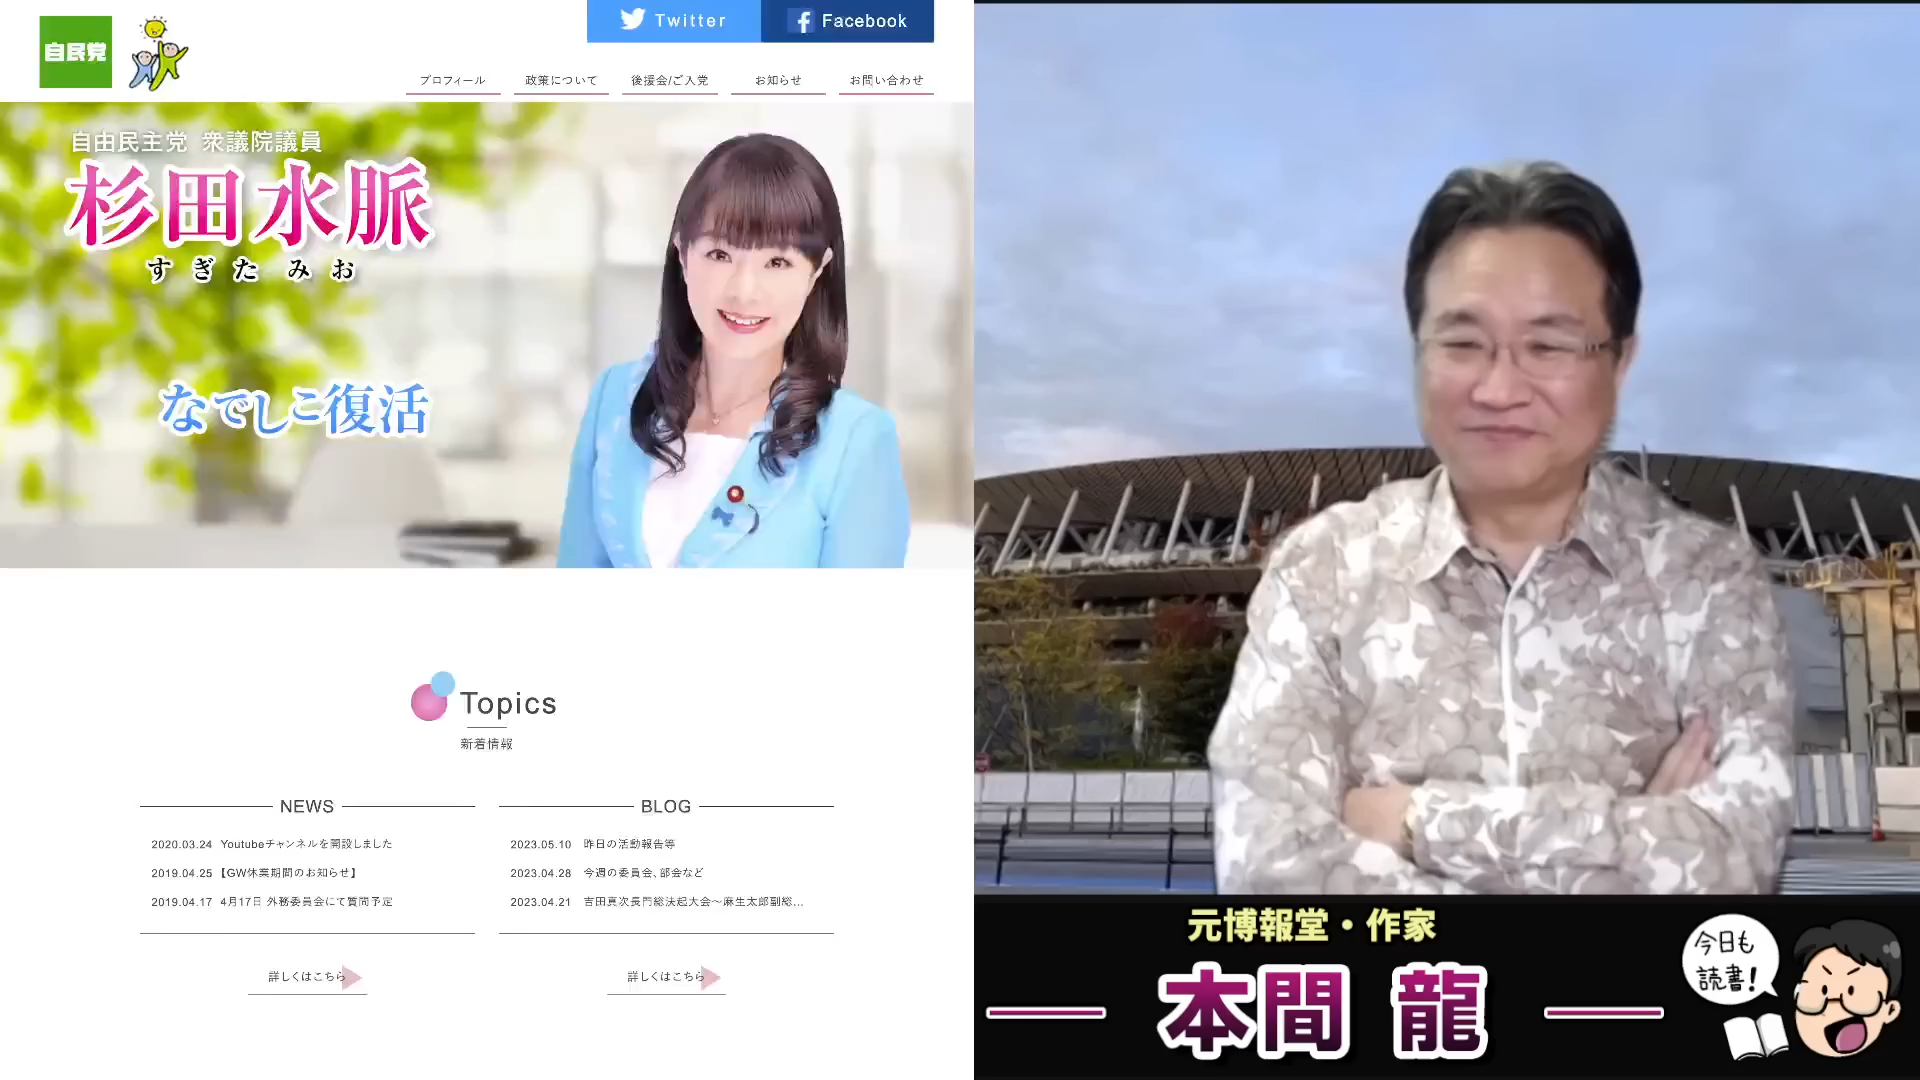 自民党
Twitter
Facebook
プロフィール
政策について
後援会/ご入党
お知らせ
お問い合わせ
自由民主党 衆議院議員
杉田水脈
すぎたみお
なでしこ復活
Topics
新着情報
NEWS
2020.03.24 Youtubeチャンネルを開設しました
2019.04.25 【GW休業期間のお知らせ】
2019.04.17 4月17日 外務委員会にて質問予定
詳しくはこちら
BLOG
2023.05.10 昨日の活動報告等
2023.04.28 今週の委員会、部会など
2023.04.21 吉田真次長門総決起大会〜麻生太郎副総...
詳しくはこちら
元博報堂・作家
本間 龍
今日も
読書!